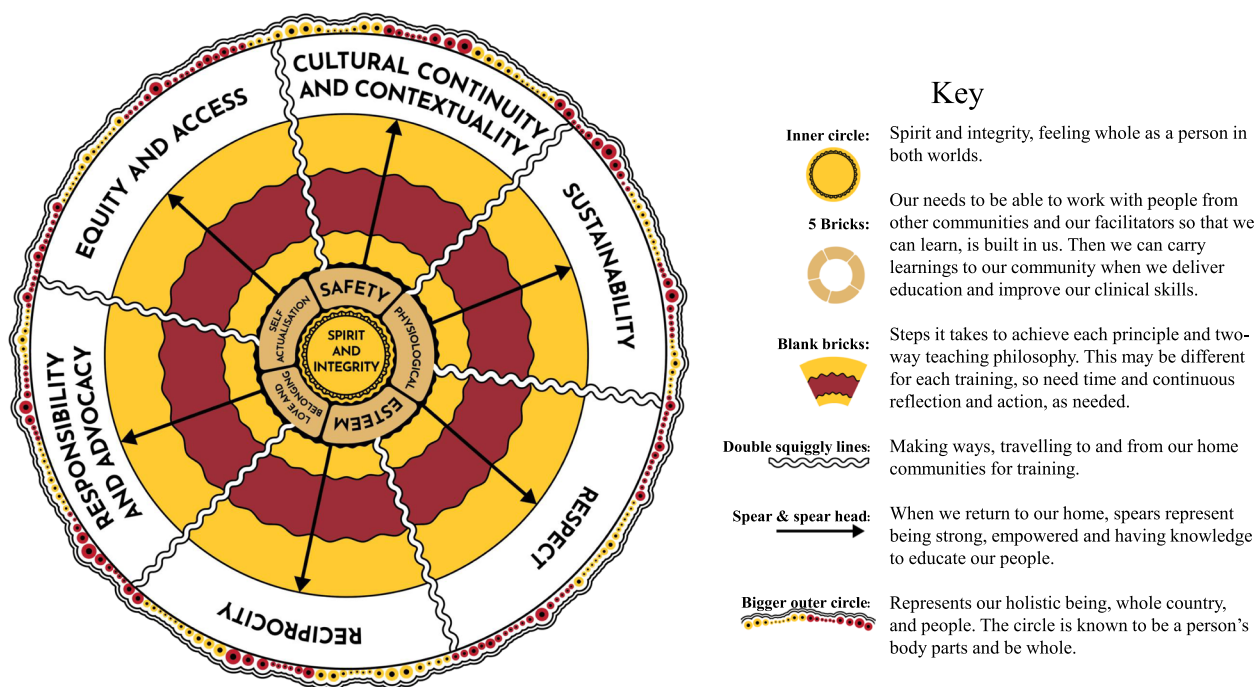 CULTURAL CONTINUITY
AND CONTEXTUALITY
SUSTAINABILITY
RESPECT
RECIPROCITY
RESPONSIBILITY
AND ADVOCACY
EQUITY AND ACCESS
SAFETY
PHYSIOLOGICAL
ESTEEM
LOVE AND
BELONGING
SELF
ACTUALISATION
SPIRIT
AND
INTEGRITY
Key
Inner circle: Spirit and integrity, feeling whole as a person in
both worlds.
5 Bricks: Our needs to be able to work with people from
other communities and our facilitators so that we
can learn, is built in us. Then we can carry
learnings to our community when we deliver
education and improve our clinical skills.
Blank bricks: Steps it takes to achieve each principle and two-
way teaching philosophy. This may be different
for each training, so need time and continuous
reflection and action, as needed.
Double squiggly lines: Making ways, travelling to and from our home
communities for training.
Spear & spear head: When we return to our home, spears represent
being strong, empowered and having knowledge
to educate our people.
Bigger outer circle: Represents our holistic being, whole country,
and people. The circle is known to be a person's
body parts and be whole.